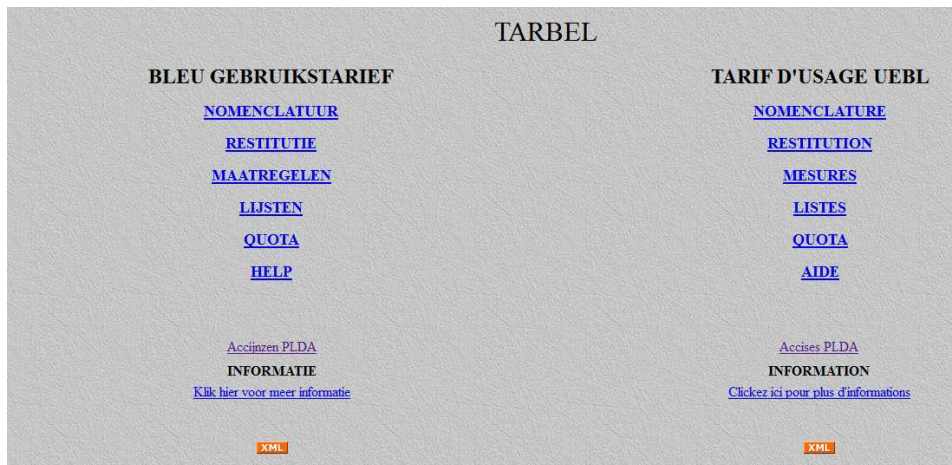 TARBEL
BLEU GEBRUIKSTARIEF
NOMENCLATUUR
RESTITUTIE
MAATREGELEN
LIJSTEN
QUOTA
HELP
Accijnzen PLDA
INFORMATIE
Klik hier voor meer informatie
XML
TARIF D'USAGE UEBL
NOMENCLATURE
RESTITUTION
MESURES
LISTES
QUOTA
AIDE
Accises PLDA
INFORMATION
Clickez ici pour plus d'informations
XML